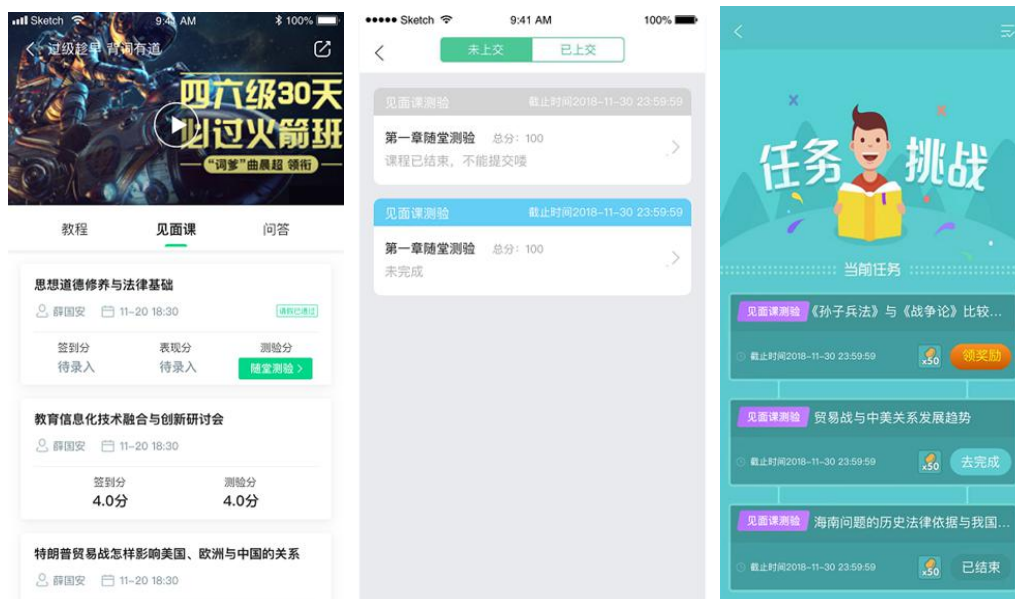 Sketch 9:41 AM 100%
过级趁早 背词有道
四六级30天
必过火箭班
“词爹”曲晨超 领衔
教程 见面课 问答
思想道德修养与法律基础
薛国安 11-20 18:30 请假已通过
签到分 表现分 测验分
待录入 待录入 随堂测验 >
教育信息化技术融合与创新研讨会
薛国安 11-20 18:30
签到分 测验分
4.0分 4.0分
特朗普贸易战怎样影响美国、欧洲与中国的关系
薛国安 11-20 18:30
Sketch 9:41 AM 100%
未上交 已上交
见面课测验 截止时间2018-11-30 23:59:59
第一章随堂测验 总分：100
课程已结束，不能提交喽
见面课测验 截止时间2018-11-30 23:59:59
第一章随堂测验 总分：100
未完成
任务挑战
当前任务
见面课测验 《孙子兵法》与《战争论》比较...
截止时间2018-11-30 23:59:59 x50 领奖励
见面课测验 贸易战与中美关系发展趋势
截止时间2018-11-30 23:59:59 x50 去完成
见面课测验 海南问题的历史法律依据与我国...
截止时间2018-11-30 23:59:59 x50 已结束